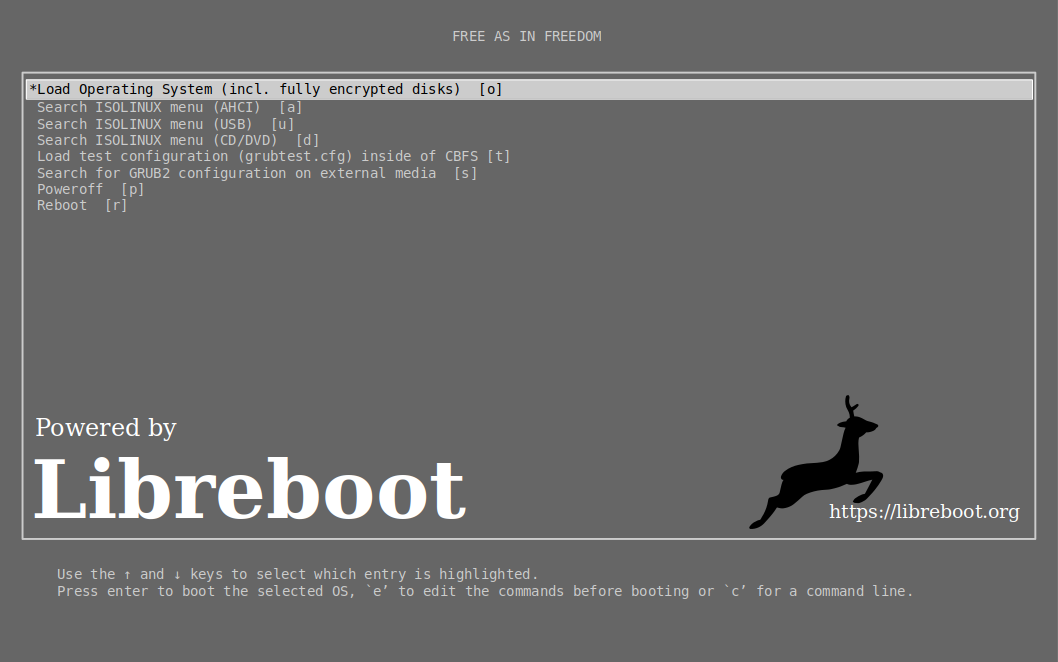 FREE AS IN FREEDOM
*Load Operating System (incl. fully encrypted disks)  [o]
Search ISOLINUX menu (AHCI)  [a]
Search ISOLINUX menu (USB)  [u]
Search ISOLINUX menu (CD/DVD)  [d]
Load test configuration (grubtest.cfg) inside of CBFS [t]
Search for GRUB2 configuration on external media  [s]
Poweroff  [p]
Reboot  [r]
Powered by
Libreboot
https://libreboot.org
Use the ↑ and ↓ keys to select which entry is highlighted.
Press enter to boot the selected OS, `e’ to edit the commands before booting or `c’ for a command line.